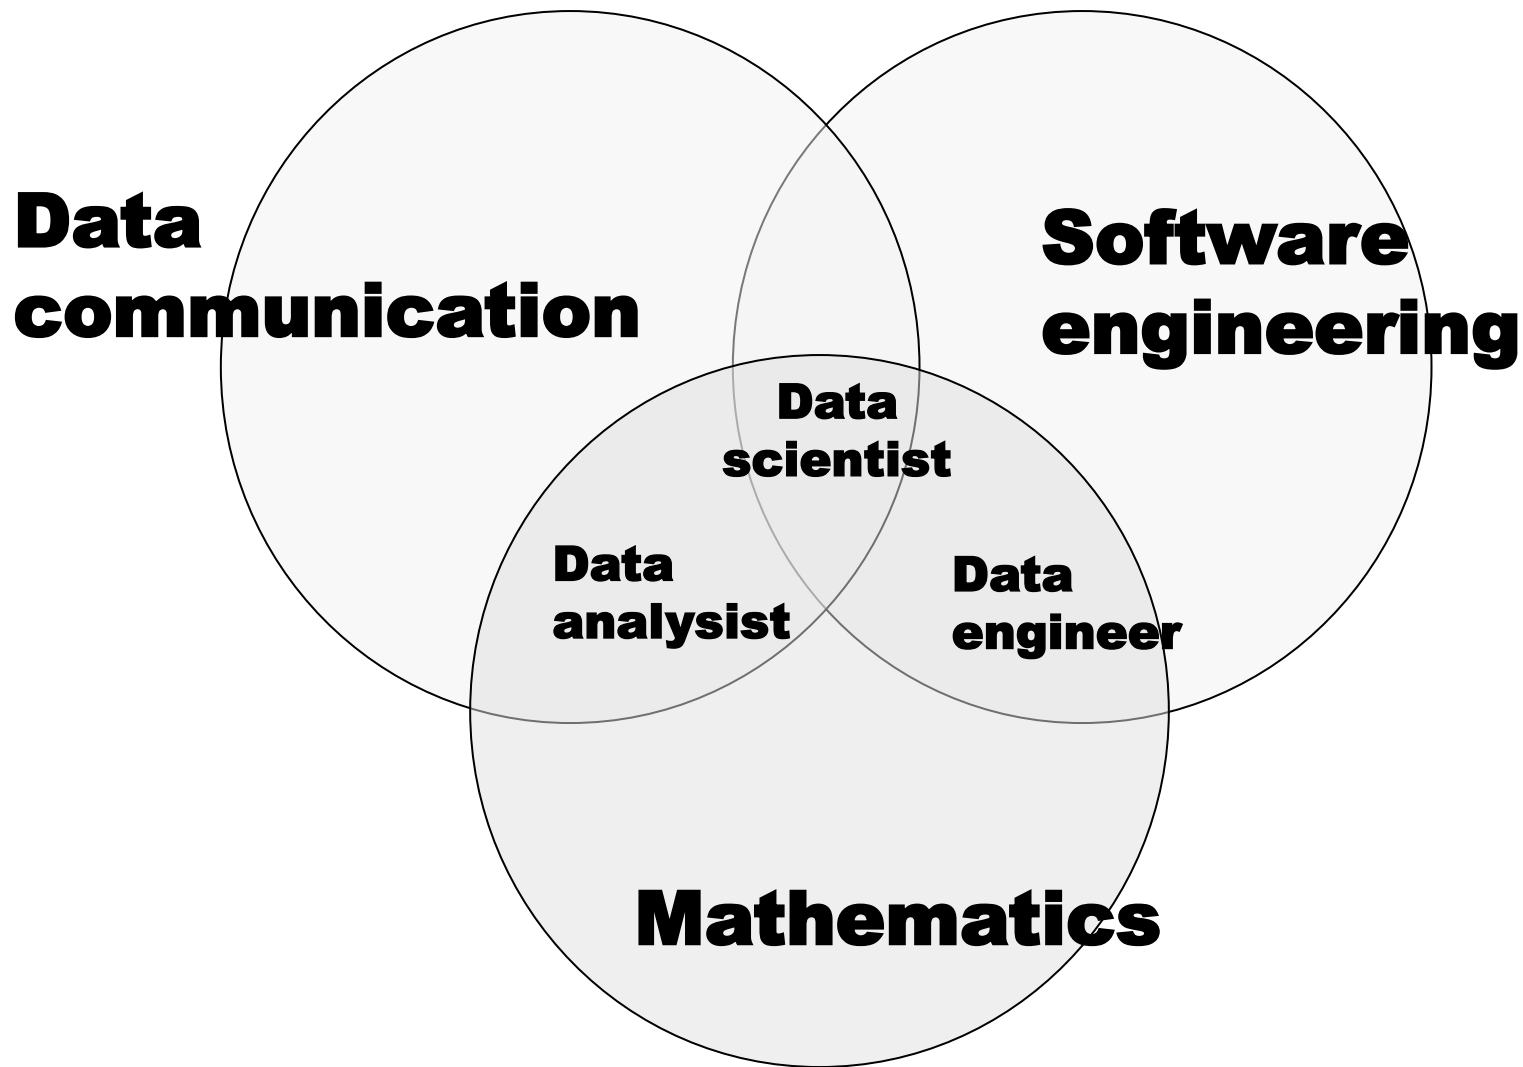 Data
communication
Software
engineering
Data
scientist
Data
analysist
Data
engineer
Mathematics